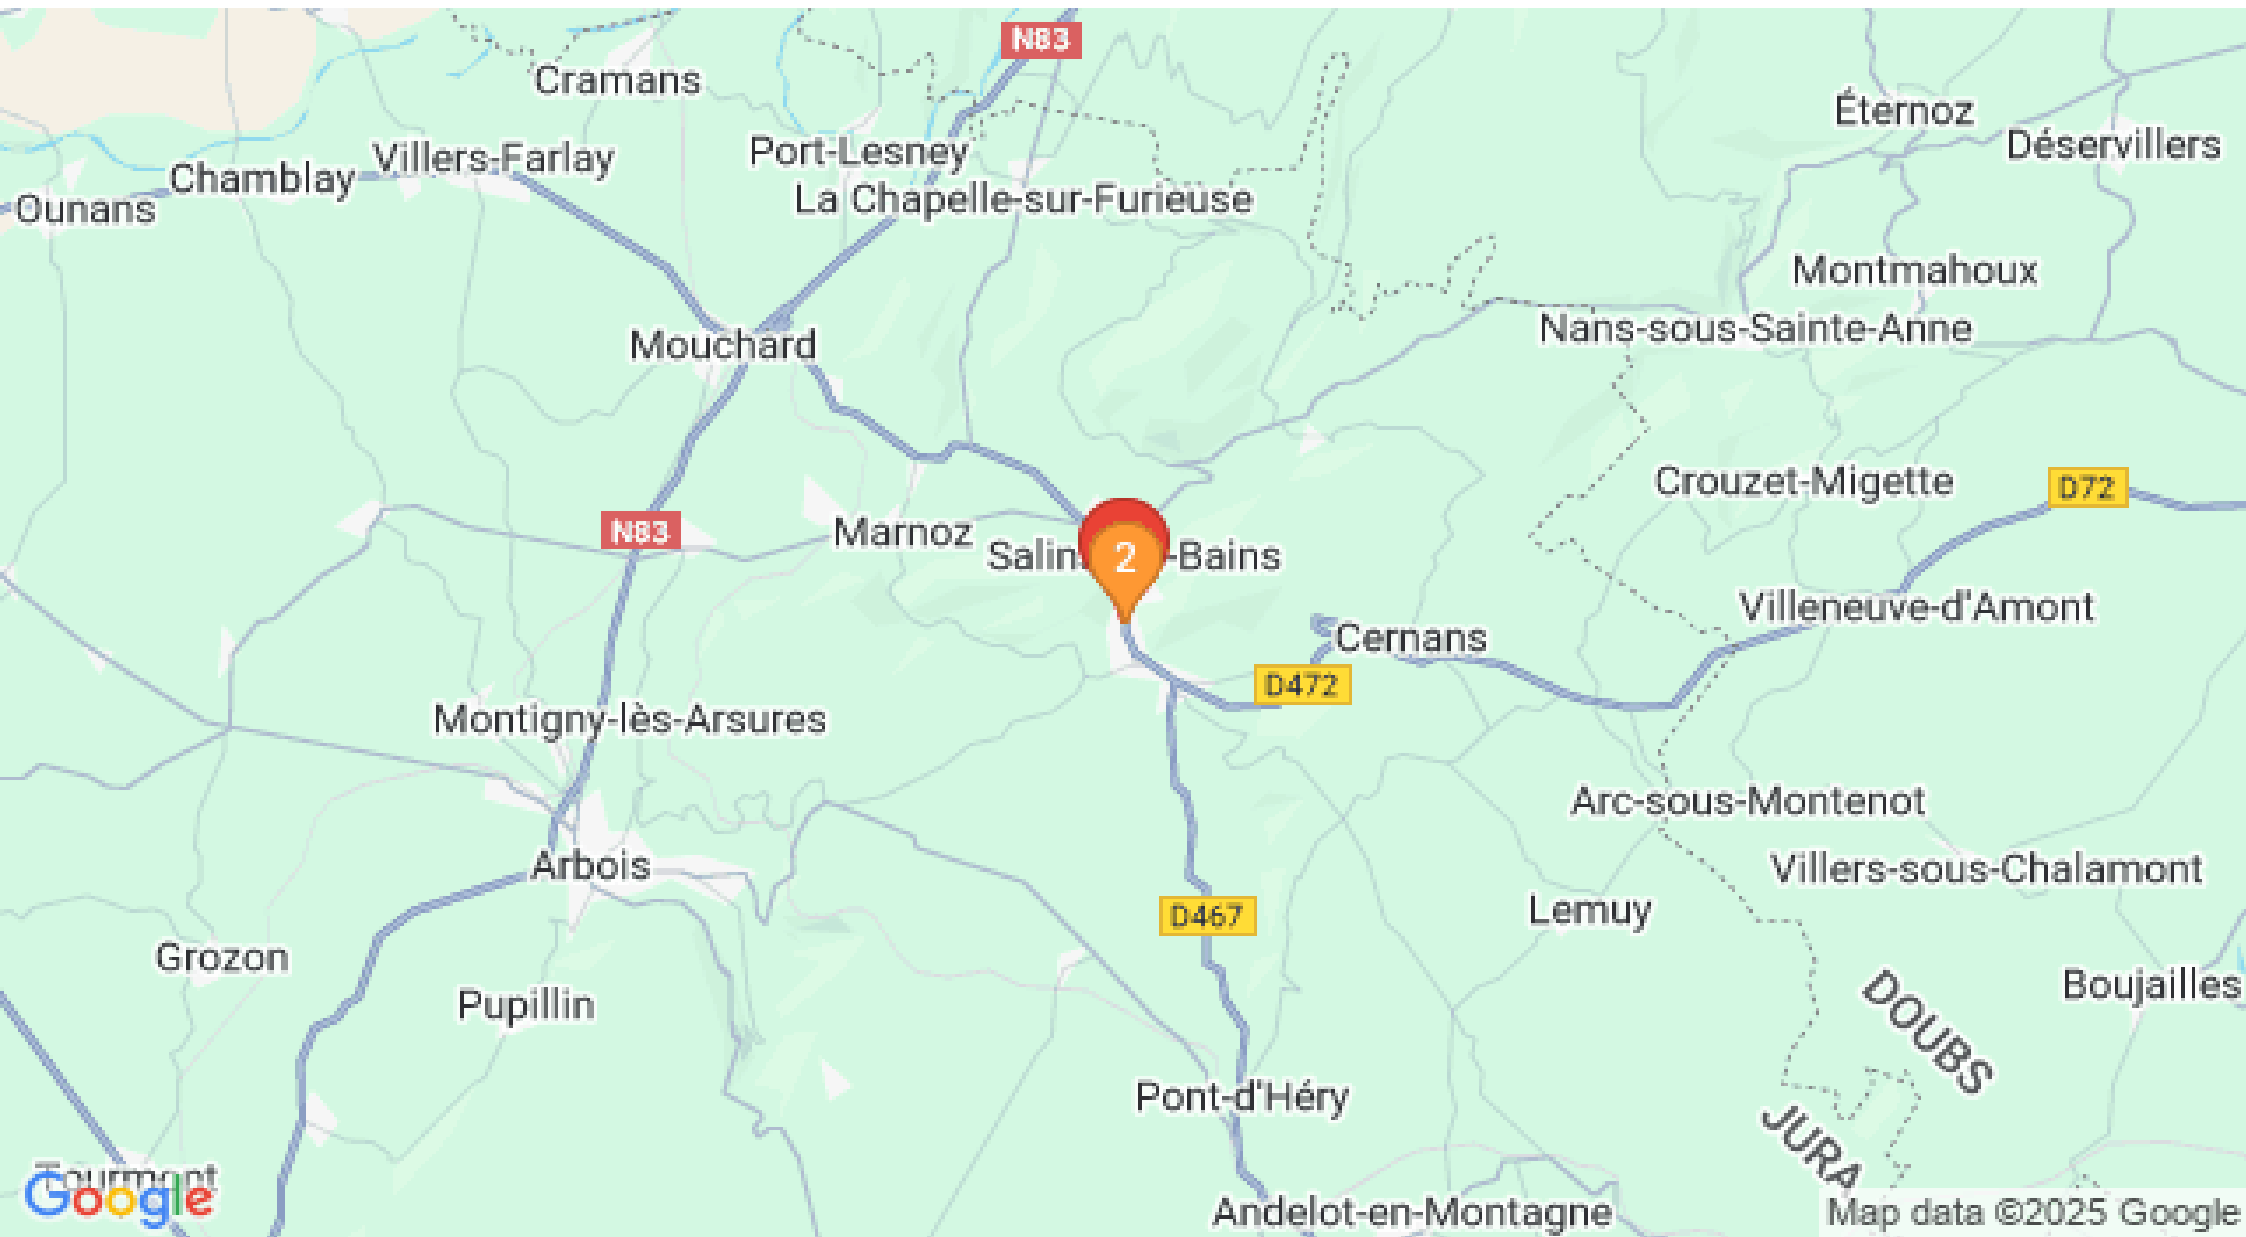 N83
Cramans
Éternoz
Déservillers
Villers-Farlay
Port-Lesney
Chamblay
La Chapelle-sur-Furieuse
Ounans
Montmahoux
Nans-sous-Sainte-Anne
Mouchard
Crouzet-Migette
D72
N83
Marnoz
Salin
2
-Bains
Villeneuve-d'Amont
Cernans
D472
Montigny-lès-Arsures
Arc-sous-Montenot
Arbois
Villers-sous-Chalamont
Lemuy
D467
Grozon
Boujailles
Pupillin
DOUBS
Pont-d'Héry
JURA
Tourmont
Google
Andelot-en-Montagne
Map data ©2025 Google